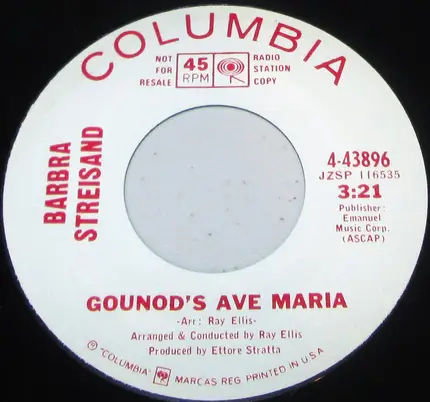 COLUMBIA
NOT
FOR
RESALE
45
RPM
RADIO
STATION
COPY
BARBRA
STREISAND
4-43896
JZSP 116535
3:21
Publisher:
Emanuel
Music Corp.
(ASCAP)
GOUNOD'S AVE MARIA
-Arr: Ray Ellis-
Arranged & Conducted by Ray Ellis
Produced by Ettore Stratta
Ⓟ "COLUMBIA" MARCAS REG. PRINTED IN U.S.A.